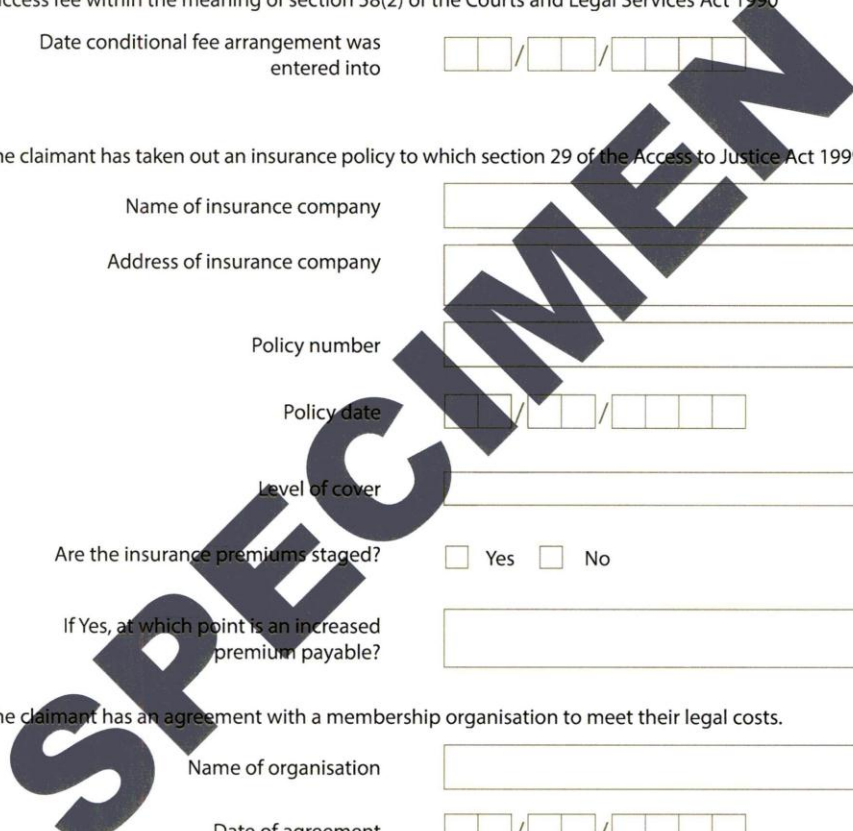 access fee within the meaning of section 58(2) of the Courts and Legal Services Act 1990
Date conditional fee arrangement was
entered into
/ /
he claimant has taken out an insurance policy to which section 29 of the Access to Justice Act 199
Name of insurance company
Address of insurance company
Policy number
Policy date
/ /
Level of cover
Are the insurance premiums staged?
Yes No
If Yes, at which point is an increased
premium payable?
he claimant has an agreement with a membership organisation to meet their legal costs.
Name of organisation
Date of agreement
/ /
SPECIMEN